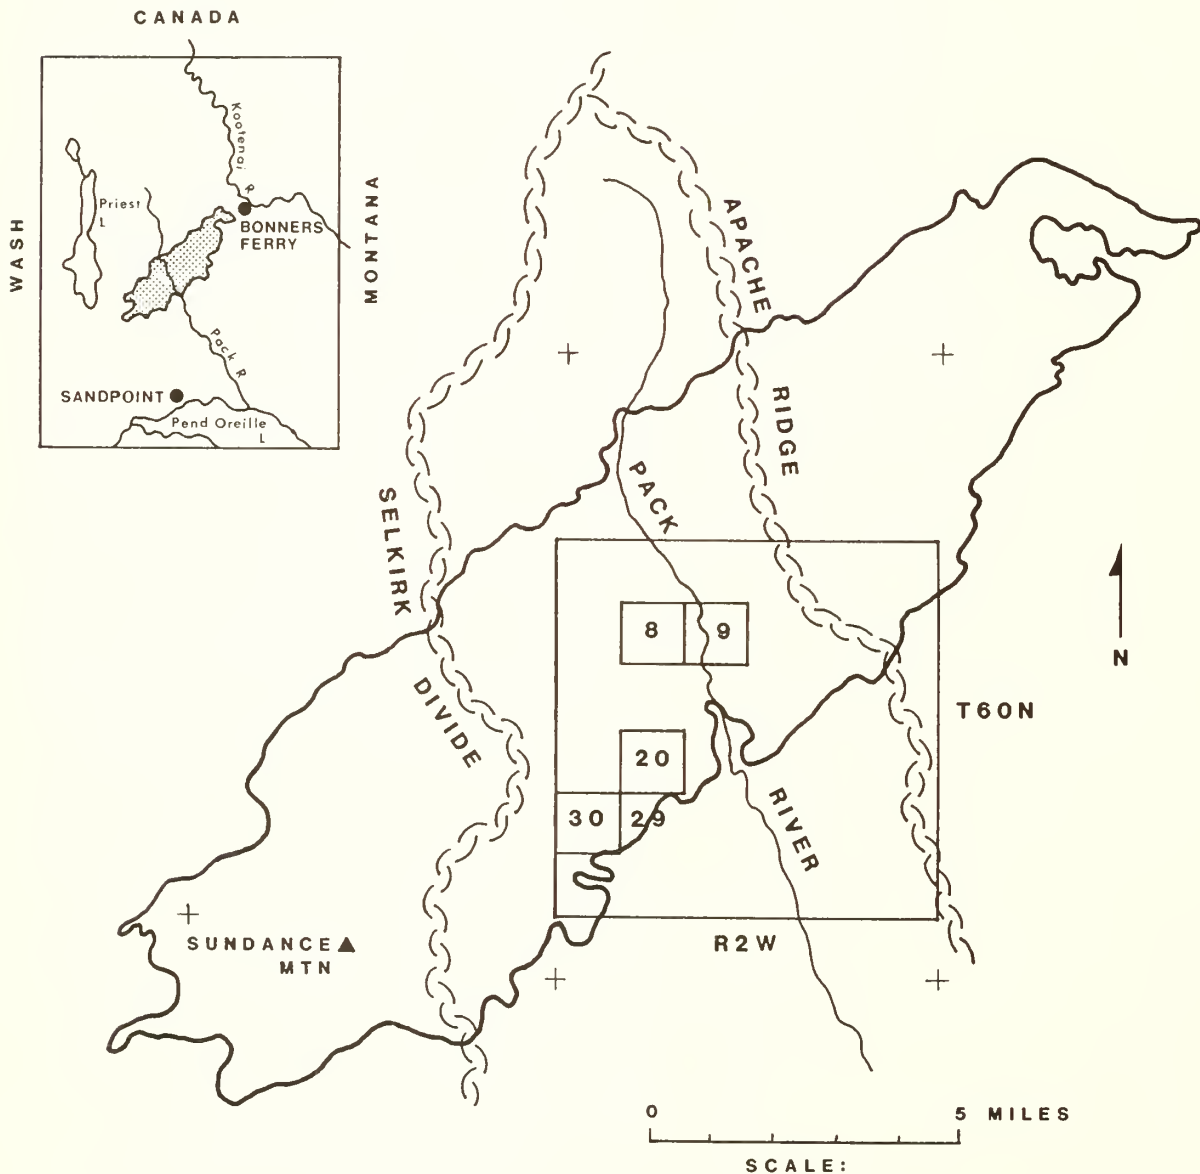 CANADA
Kootenai R
WASH
Priest
L
MONTANA
BONNERS
FERRY
Pack R
SANDPOINT
Pend Oreille
L
APACHE
RIDGE
PACK
SELKIRK
8
9
N
DIVIDE
T60N
20
30
29
RIVER
SUNDANCE
MTN
R2W
0
5 MILES
SCALE: